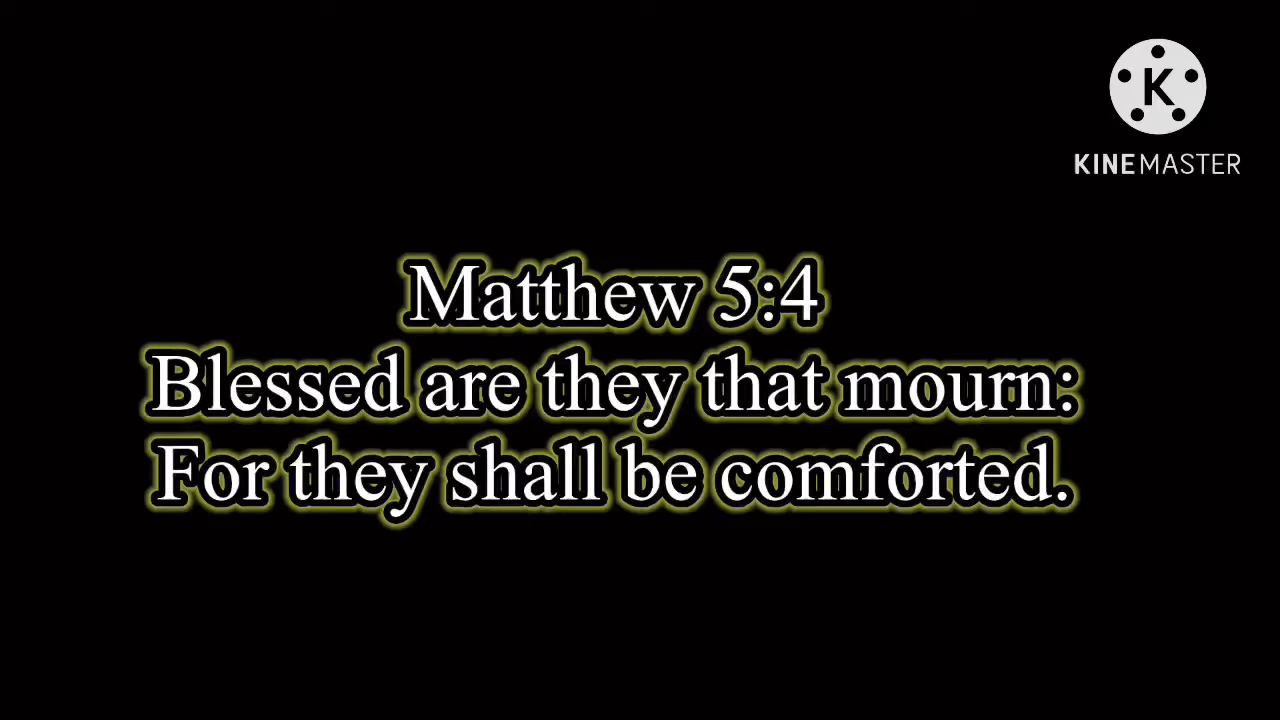 K
KINEMASTER
Matthew 5:4
Blessed are they that mourn:
For they shall be comforted.